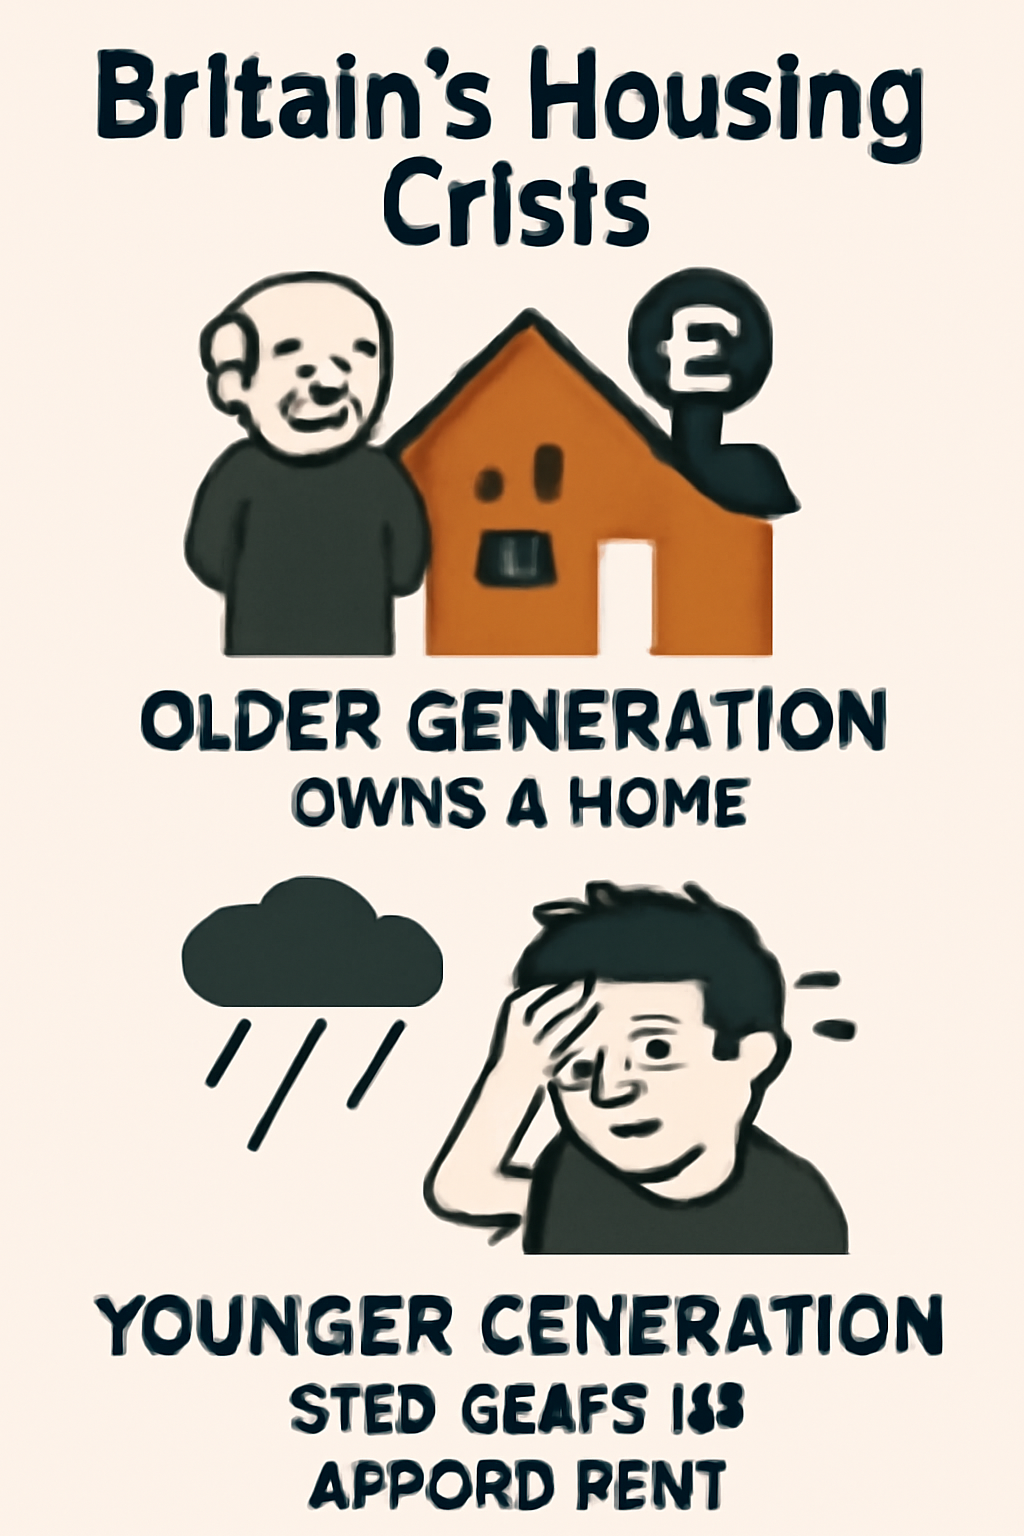 BrItain's Housing
Crists
£
OLDER GENERATION
OWNS A HOME
YOUNGER CENERATION
STED GEAFS
APPORD RENT